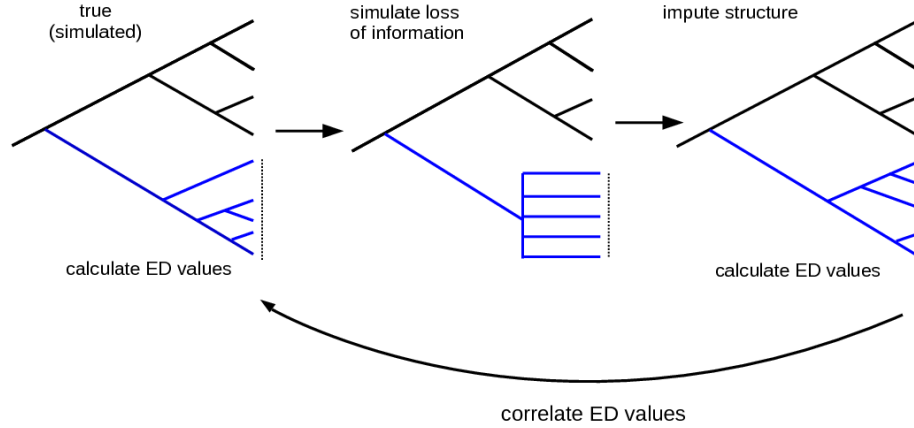 true
(simulated)
simulate loss
of information
impute structure
calculate ED values
calculate ED values
correlate ED values